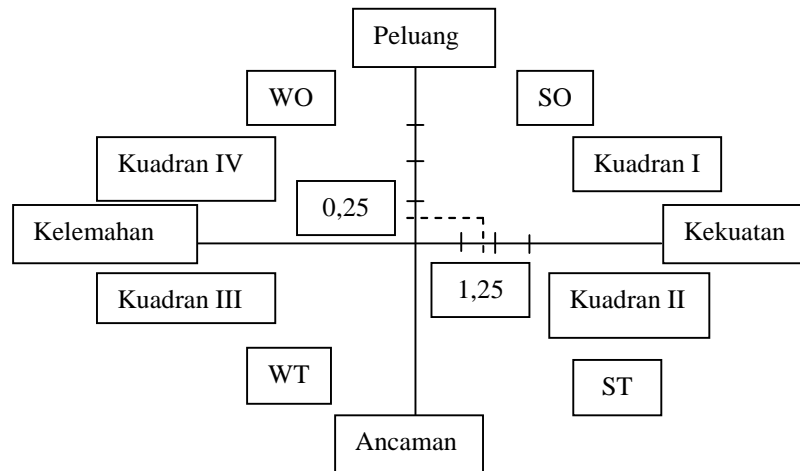 Peluang
WO
SO
Kuadran IV
Kuadran I
0,25
Kelemahan
Kekuatan
Kuadran III
1,25
Kuadran II
WT
ST
Ancaman